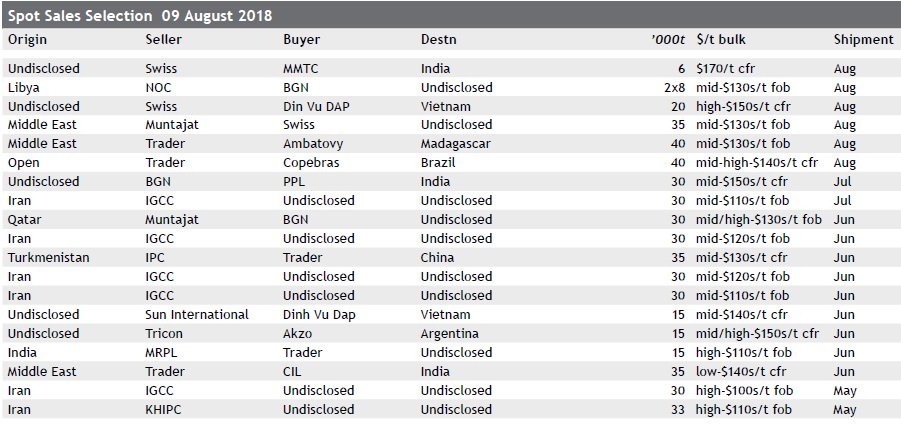 Spot Sales Selection 09 August 2018
Origin Seller Buyer Destn ’000t $/t bulk Shipment
Undisclosed Swiss MMTC India 6 $170/t cfr Aug
Libya NOC BGN Undisclosed 2x8 mid-$130s/t fob Aug
Undisclosed Swiss Din Vu DAP Vietnam 20 high-$150s/t cfr Aug
Middle East Muntajat Swiss Undisclosed 35 mid-$130s/t fob Aug
Middle East Trader Ambatovy Madagascar 40 mid-$130s/t fob Aug
Open Trader Copebras Brazil 40 mid-high-$140s/t cfr Aug
Undisclosed BGN PPL India 30 mid-$150s/t cfr Jul
Iran IGCC Undisclosed Undisclosed 30 mid-$110s/t fob Jul
Qatar Muntajat BGN Undisclosed 30 mid/high-$130s/t fob Jun
Iran IGCC Undisclosed Undisclosed 30 mid-$120s/t fob Jun
Turkmenistan IPC Trader China 35 mid-$130s/t cfr Jun
Iran IGCC Undisclosed Undisclosed 30 mid-$120s/t fob Jun
Iran IGCC Undisclosed Undisclosed 30 mid-$110s/t fob Jun
Undisclosed Sun International Dinh Vu Dap Vietnam 15 mid-$140s/t cfr Jun
Undisclosed Tricon Akzo Argentina 15 mid/high-$150s/t cfr Jun
India MRPL Trader Undisclosed 15 high-$110s/t fob Jun
Middle East Trader CIL India 35 low-$140s/t cfr Jun
Iran IGCC Undisclosed Undisclosed 30 high-$100s/t fob May
Iran KHIPC Undisclosed Undisclosed 33 high-$110s/t fob May